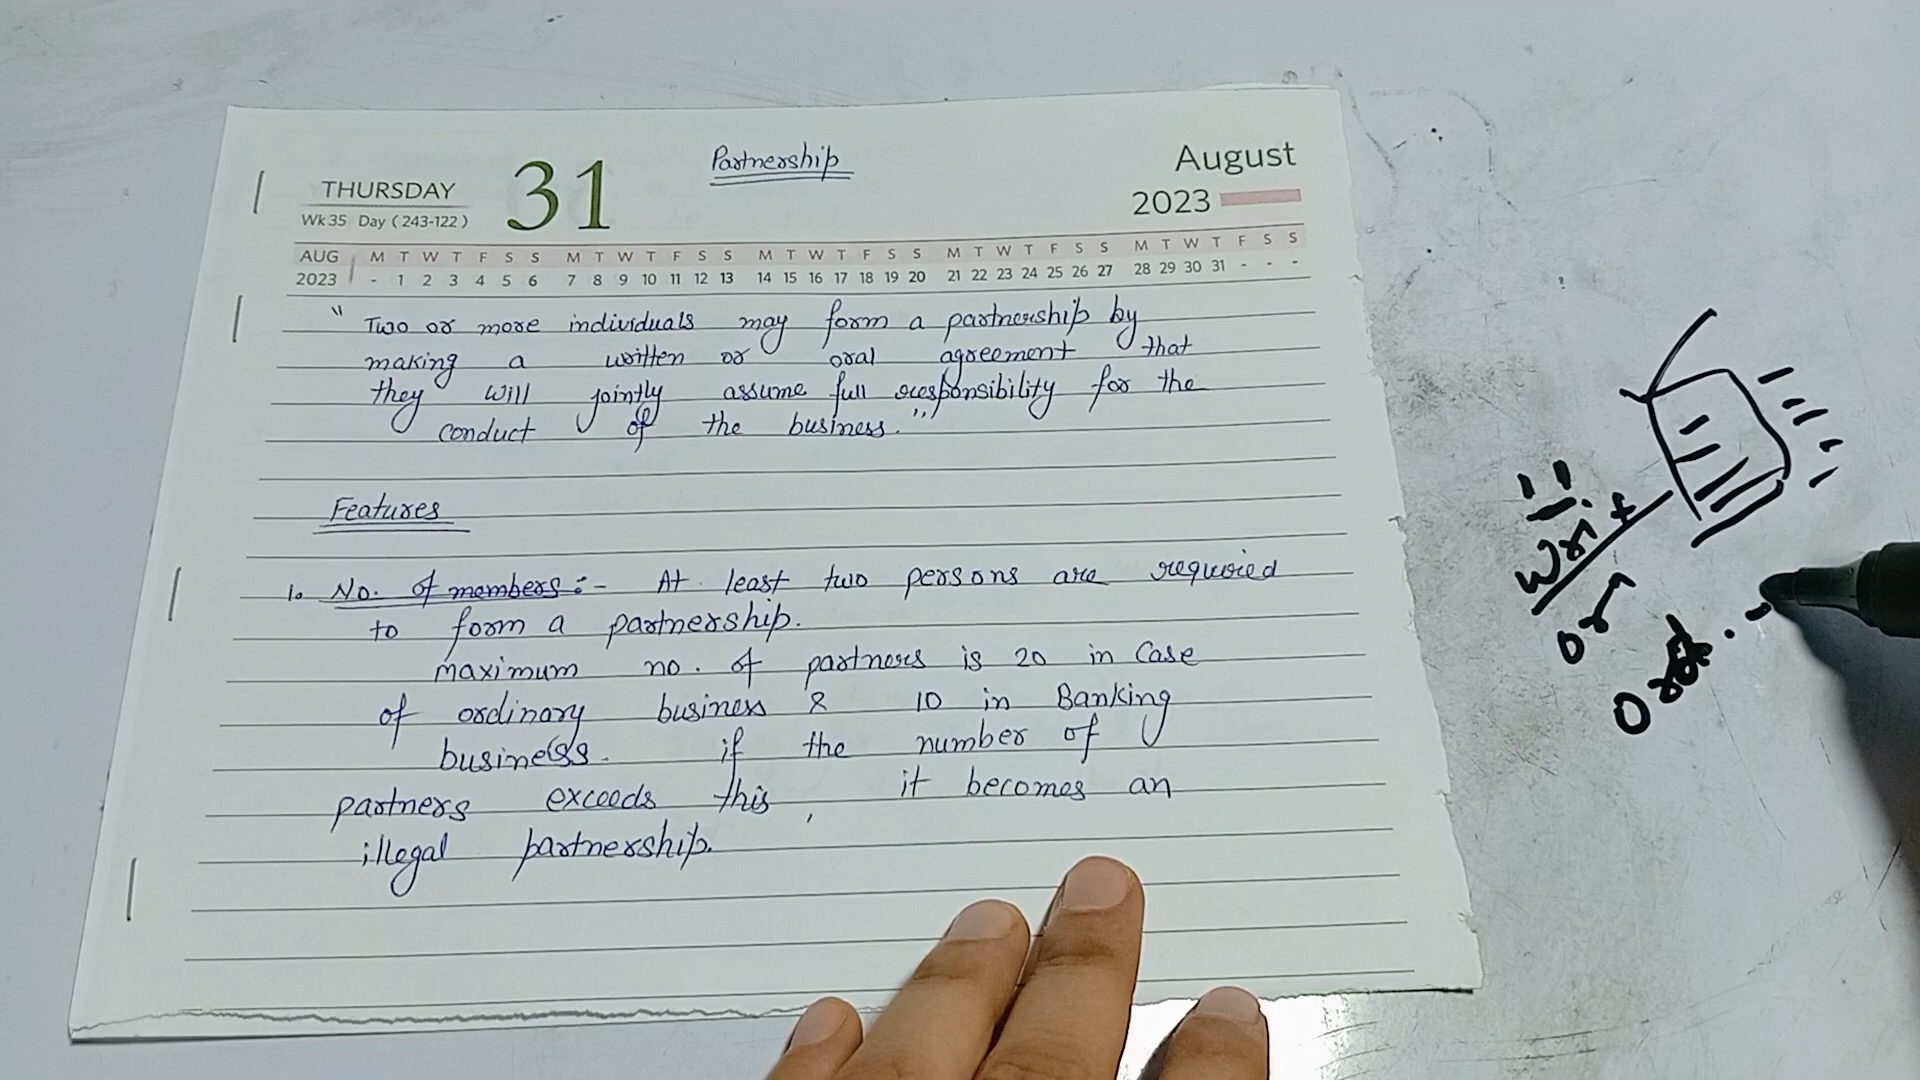 Partnership
August
THURSDAY 31
2023
Wk 35 Day (243-122)
AUG M T W T F S S M T W T F S S M T W T F S S M T W T F S S M T W T F S S
2023 - 1 2 3 4 5 6 7 8 9 10 11 12 13 14 15 16 17 18 19 20 21 22 23 24 25 26 27 28 29 30 31 - - -
" Two or more individuals may form a partnership by
making a written or oral agreement that
they will jointly assume full responsibility for the
conduct of the business."
Features
1. No. of members:- At least two persons are required
to form a partnership.
maximum no. of partners is 20 in case
of ordinary business & 10 in Banking
business. if the number of
partners exceeds this, it becomes an
illegal partnership.
Writ
or